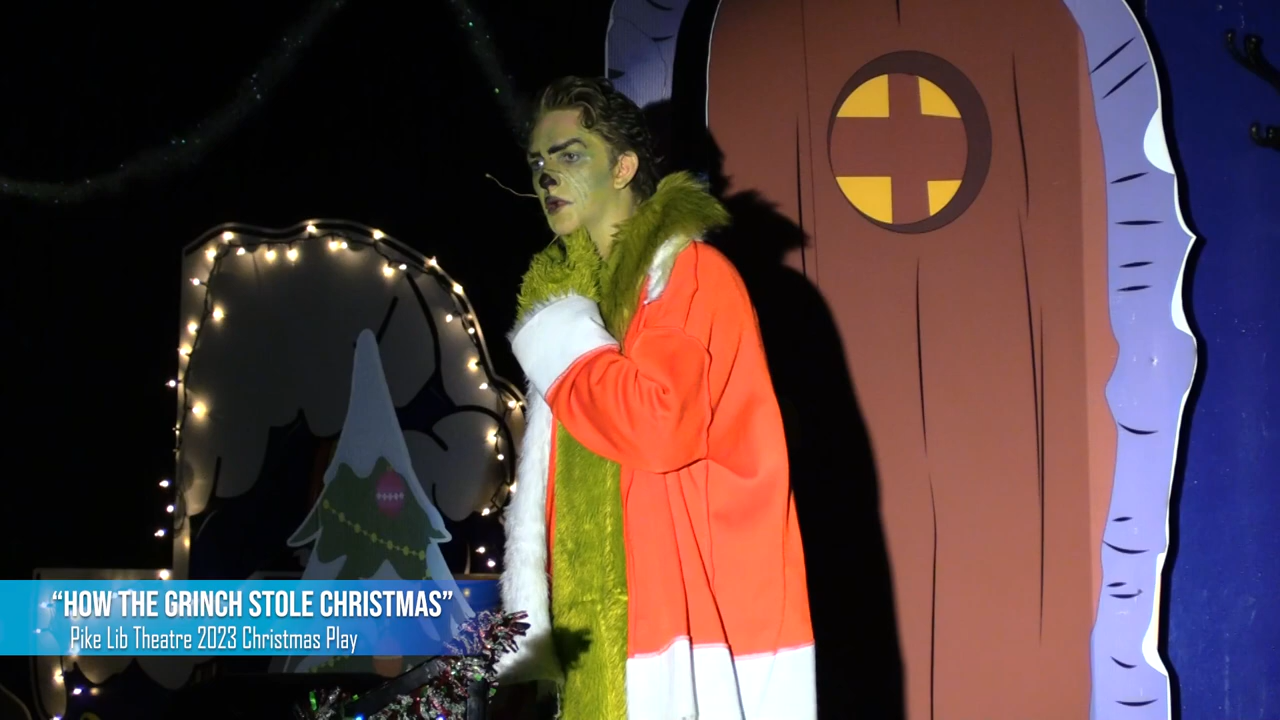 “HOW THE GRINCH STOLE CHRISTMAS”
Pike Lib Theatre 2023 Christmas Play